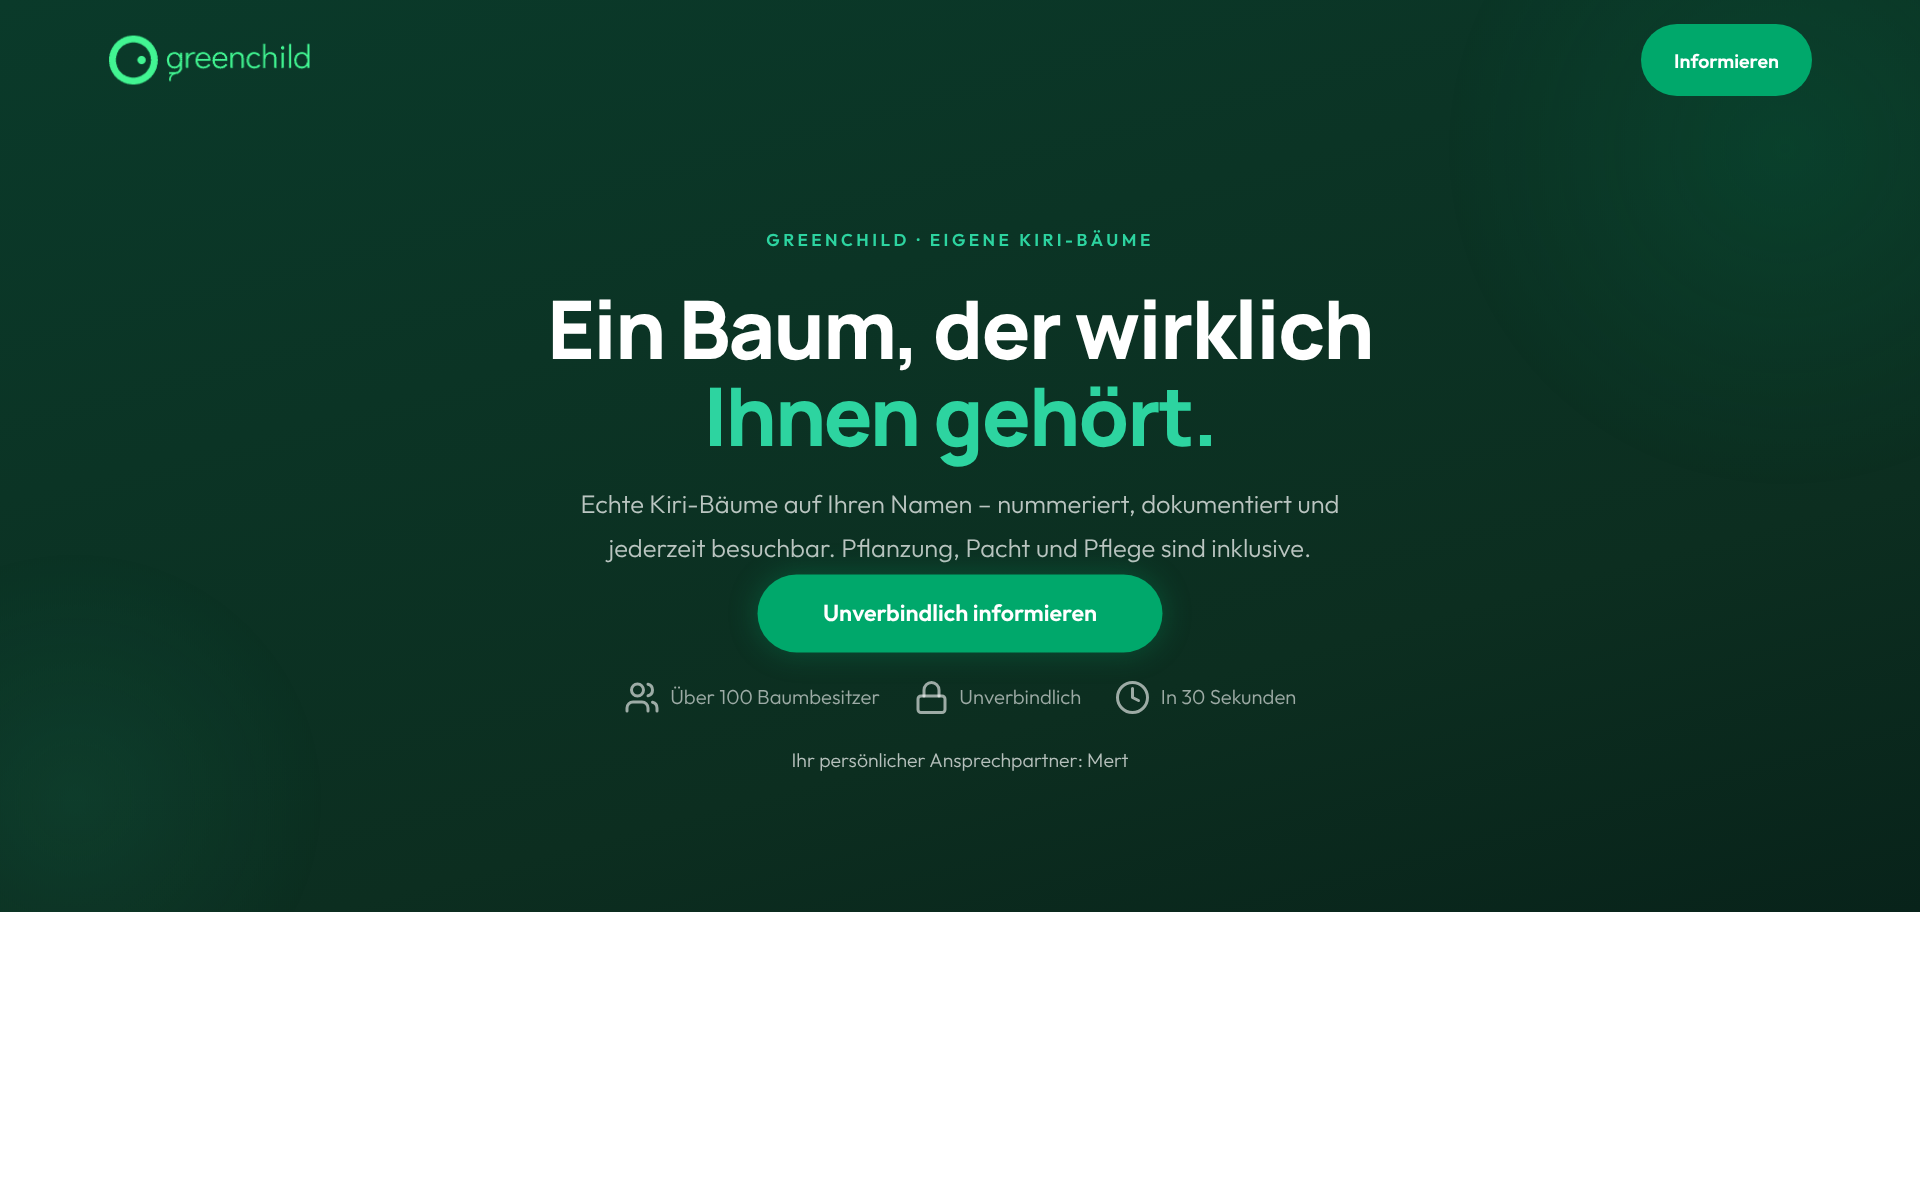 greenchild
Informieren
GREENCHILD · EIGENE KIRI-BÄUME
Ein Baum, der wirklich
Ihnen gehört.
Echte Kiri-Bäume auf Ihren Namen – nummeriert, dokumentiert und
jederzeit besuchbar. Pflanzung, Pacht und Pflege sind inklusive.
Unverbindlich informieren
Über 100 Baumbesitzer
Unverbindlich
In 30 Sekunden
Ihr persönlicher Ansprechpartner: Mert